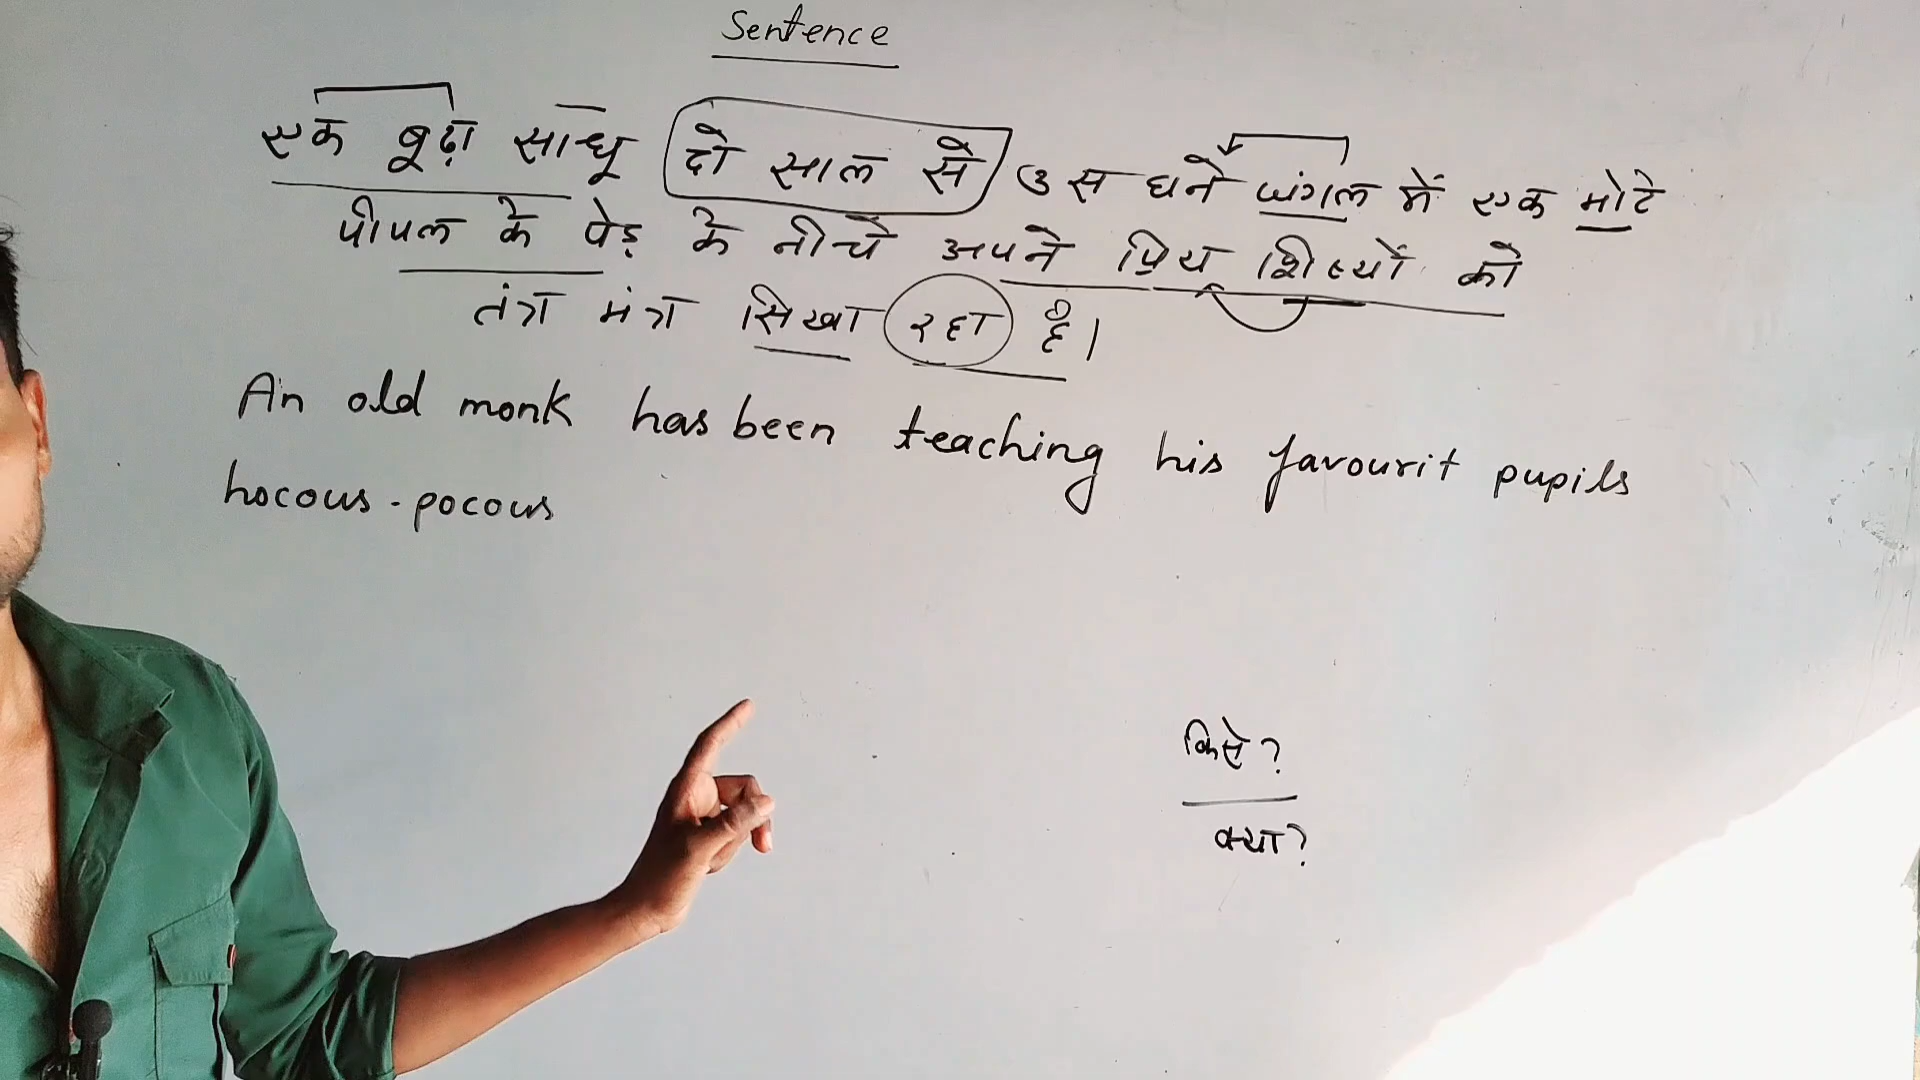 Sentence
एक बूढ़ा साधु दो साल से उस घने जंगल में एक मोटे
पीपल के पेड़ के नीचे अपने प्रिय शिष्यों को
तंत्र मंत्र सिखा रहा है।
An old monk has been teaching his favourit pupils
hocous-pocous
किसे?
क्या?